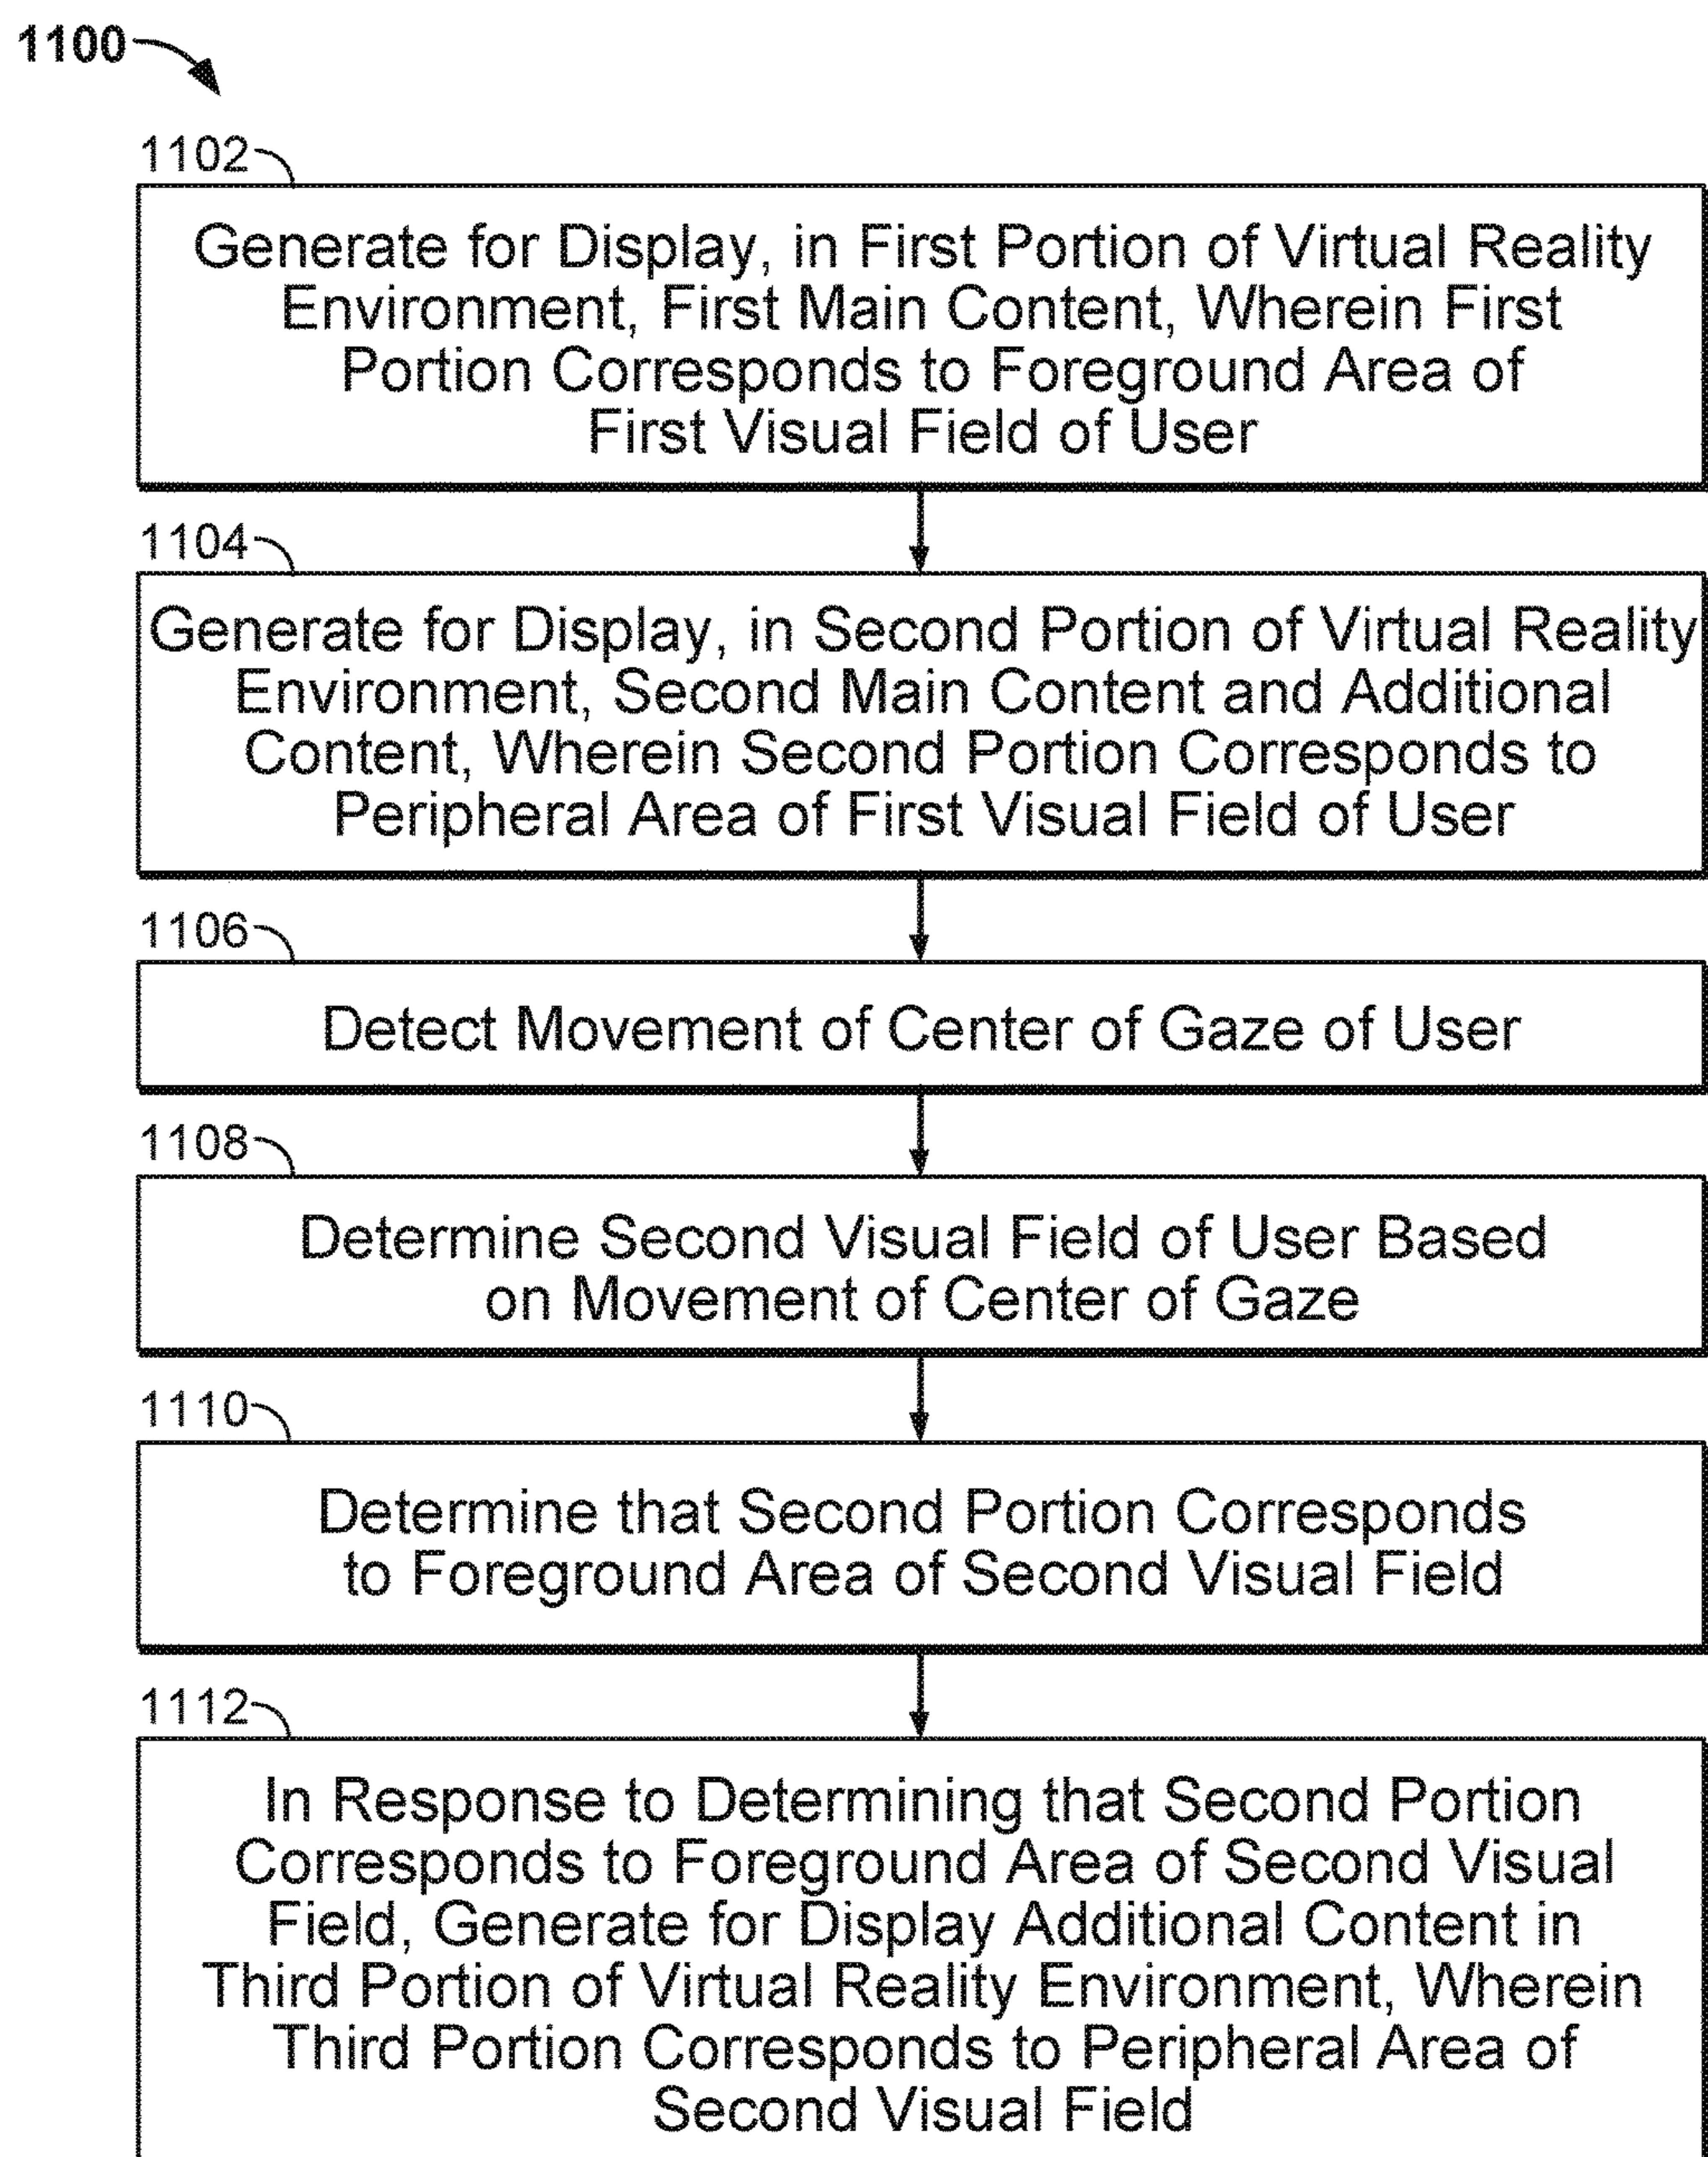 1100
1102
Generate for Display, in First Portion of Virtual Reality
Environment, First Main Content, Wherein First
Portion Corresponds to Foreground Area of
First Visual Field of User
1104
Generate for Display, in Second Portion of Virtual Reality
Environment, Second Main Content and Additional
Content, Wherein Second Portion Corresponds to
Peripheral Area of First Visual Field of User
1106
Detect Movement of Center of Gaze of User
1108
Determine Second Visual Field of User Based
on Movement of Center of Gaze
1110
Determine that Second Portion Corresponds
to Foreground Area of Second Visual Field
1112
In Response to Determining that Second Portion
Corresponds to Foreground Area of Second Visual
Field, Generate for Display Additional Content in
Third Portion of Virtual Reality Environment, Wherein
Third Portion Corresponds to Peripheral Area of
Second Visual Field